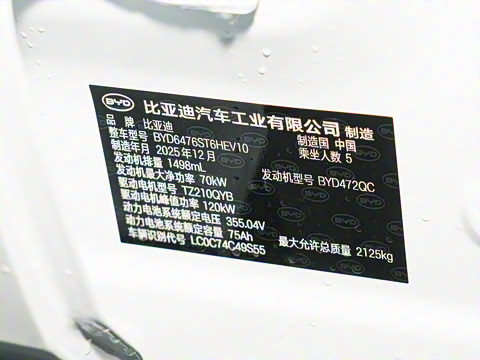 BYD 比亚迪汽车工业有限公司 制造
品 牌 比亚迪 制造国 中国
整车型号 BYD6476ST6HEV10 乘坐人数 5
制造年月 2025年12月
发动机排量 1498mL 发动机型号 BYD472QC
发动机最大净功率 70kW
驱动电机型号 TZ210QYB
驱动电机峰值功率 120kW
动力电池系统额定电压 355.04V
动力电池系统额定容量 75Ah 最大允许总质量 2125kg
车辆识别代号 LC0C74C49S55